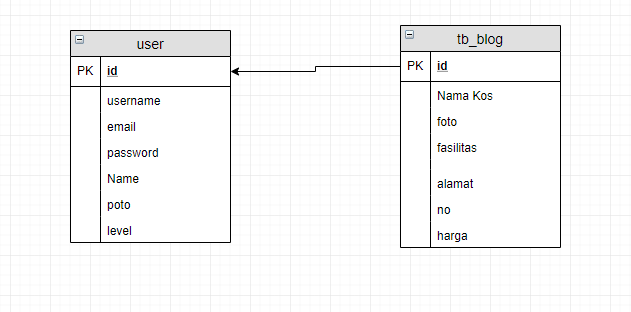 user
PK id
username
email
password
Name
poto
level
tb_blog
PK id
Nama Kos
foto
fasilitas
alamat
no
harga